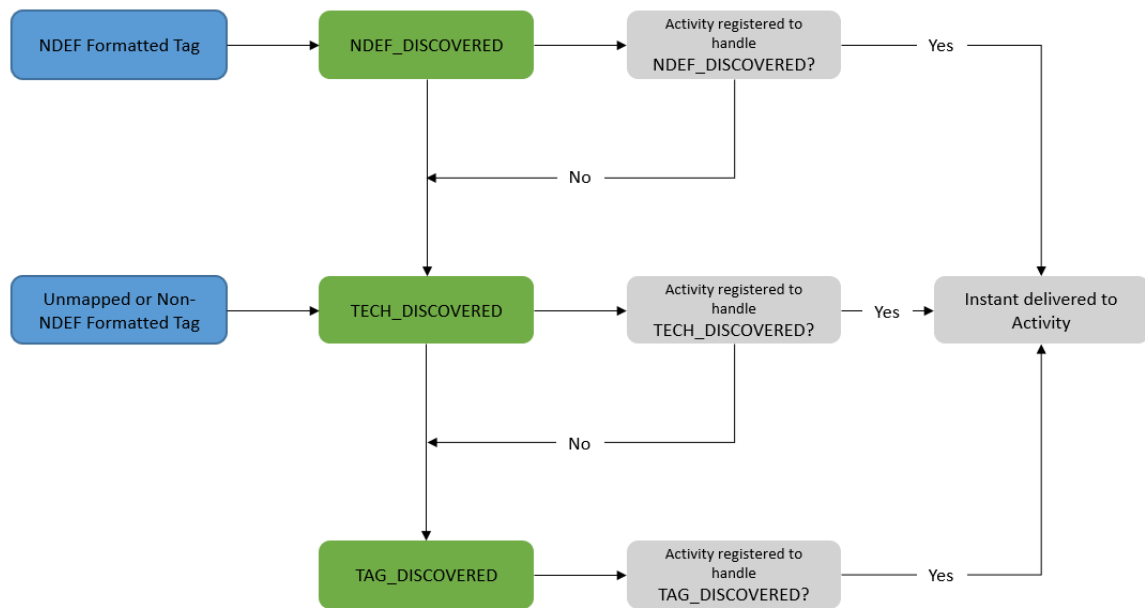 NDEF Formatted Tag
NDEF_DISCOVERED
Activity registered to
handle
NDEF_DISCOVERED?
Yes
No
Unmapped or Non-
NDEF Formatted Tag
TECH_DISCOVERED
Activity registered to
handle
TECH_DISCOVERED?
Yes
Instant delivered to
Activity
No
TAG_DISCOVERED
Activity registered to
handle
TAG_DISCOVERED?
Yes